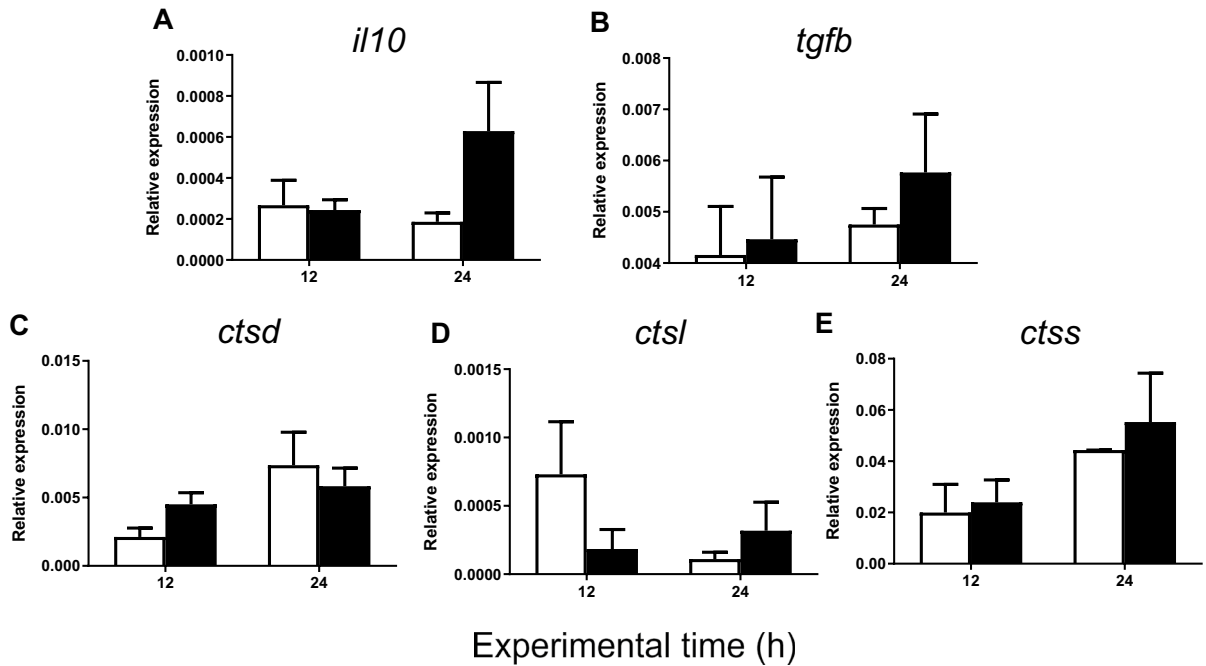 A
il10
Relative expression
0.0010
0.0008
0.0006
0.0004
0.0002
0.0000
12
24
B
tgfb
Relative expression
0.008
0.007
0.006
0.005
0.004
12
24
C
ctsd
Relative expression
0.015
0.010
0.005
0.000
12
24
D
ctsl
Relative expression
0.0015
0.0010
0.0005
0.0000
12
24
E
ctss
Relative expression
0.08
0.06
0.04
0.02
0.00
12
24
Experimental time (h)